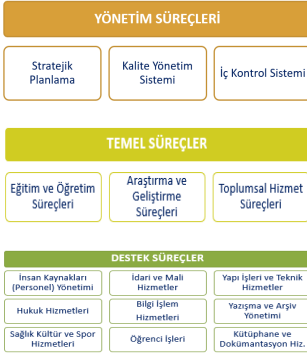 YÖNETİM SÜREÇLERİ
Stratejik
Planlama
Kalite Yönetim
Sistemi
İç Kontrol Sistemi
TEMEL SÜREÇLER
Eğitim ve Öğretim
Süreçleri
Araştırma ve
Geliştirme
Süreçleri
Toplumsal Hizmet
Süreçleri
DESTEK SÜREÇLER
İnsan Kaynakları
(Personel) Yönetimi
İdari ve Mali
Hizmetler
Yapı İşleri ve Teknik
Hizmetler
Hukuk Hizmetleri
Bilgi İşlem
Hizmetleri
Yazışma ve Arşiv
Yönetimi
Sağlık Kültür ve Spor
Hizmetleri
Öğrenci İşleri
Kütüphane ve
Dokümantasyon Hiz.